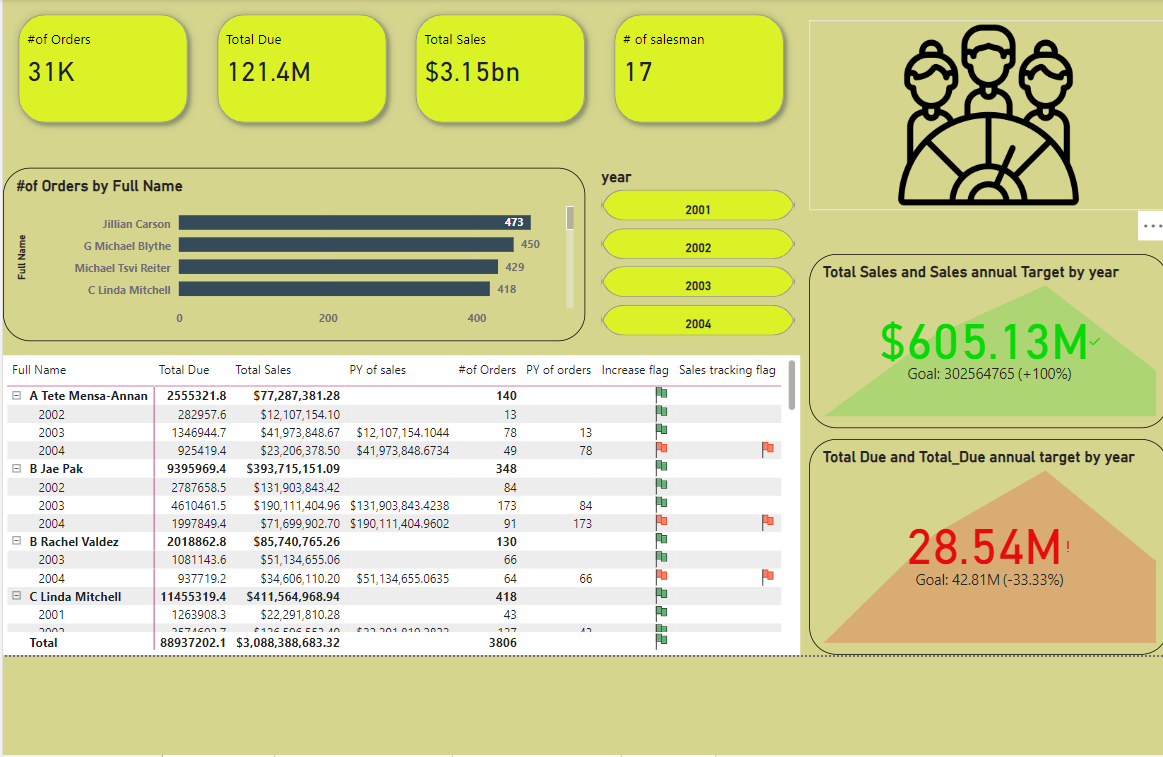 #of Orders
31K
Total Due
121.4M
Total Sales
$3.15bn
# of salesman
17
#of Orders by Full Name
Full Name
Jillian Carson 473
G Michael Blythe 450
Michael Tsvi Reiter 429
C Linda Mitchell 418
0 200 400
year
2001
2002
2003
2004
Total Sales and Sales annual Target by year
$605.13M
Goal: 302564765 (+100%)
Total Due and Total_Due annual target by year
28.54M!
Goal: 42.81M (-33.33%)
Full Name Total Due Total Sales PY of sales #of Orders PY of orders Increase flag Sales tracking flag
A Tete Mensa-Annan 2555321.8 $77,287,381.28 140
2002 282957.6 $12,107,154.10 13
2003 1346944.7 $41,973,848.67 $12,107,154.1044 78 13
2004 925419.4 $23,206,378.50 $41,973,848.6734 49 78
B Jae Pak 9395969.4 $393,715,151.09 348
2002 2787658.5 $131,903,843.42 84
2003 4610461.5 $190,111,404.96 $131,903,843.4238 173 84
2004 1997849.4 $71,699,902.70 $190,111,404.9602 91 173
B Rachel Valdez 2018862.8 $85,740,765.26 130
2003 1081143.6 $51,134,655.06 66
2004 937719.2 $34,606,110.20 $51,134,655.0635 64 66
C Linda Mitchell 11455319.4 $411,564,968.94 418
2001 1263908.3 $22,291,810.28 43
Total 88937202.1 $3,088,388,683.32 3806